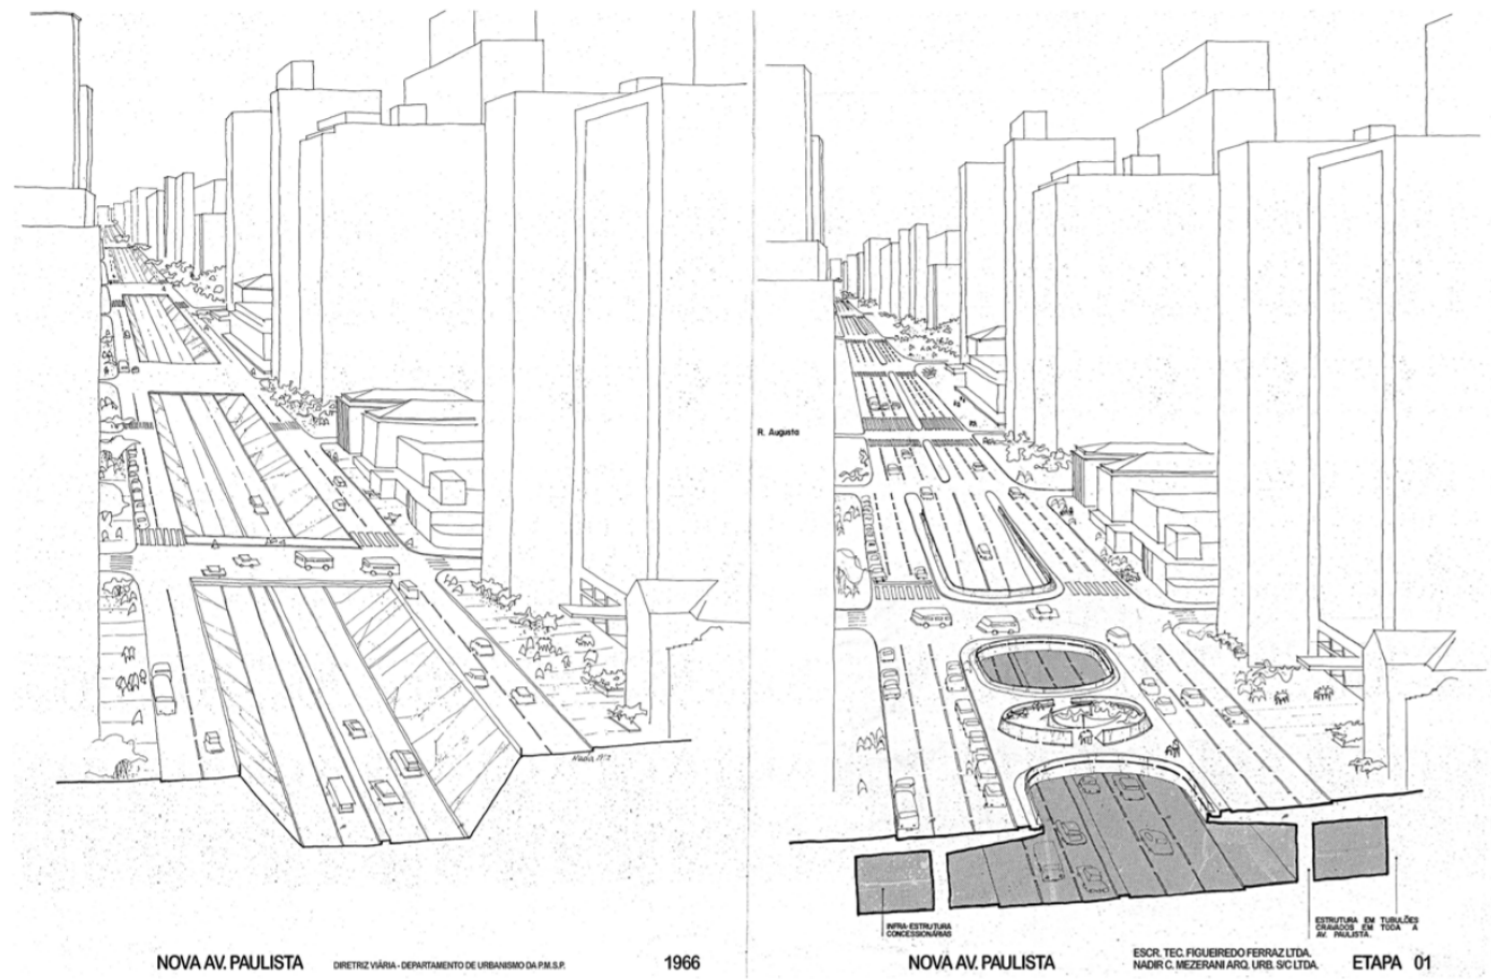 R. Augusta
INFRA-ESTRUTURA
CONCESSIONÁRIAS
ESTRUTURA EM TUBULÕES
CRAVADOS EM TODA A
AV. PAULISTA.
NOVA AV. PAULISTA
DIRETRIZ VIÁRIA - DEPARTAMENTO DE URBANISMO DA P.M.S.P.
1966
NOVA AV. PAULISTA
ESCR. TEC. FIGUEIREDO FERRAZ LTDA.
NADIR C. MEZERANI ARQ. URB. S/C LTDA.
ETAPA 01